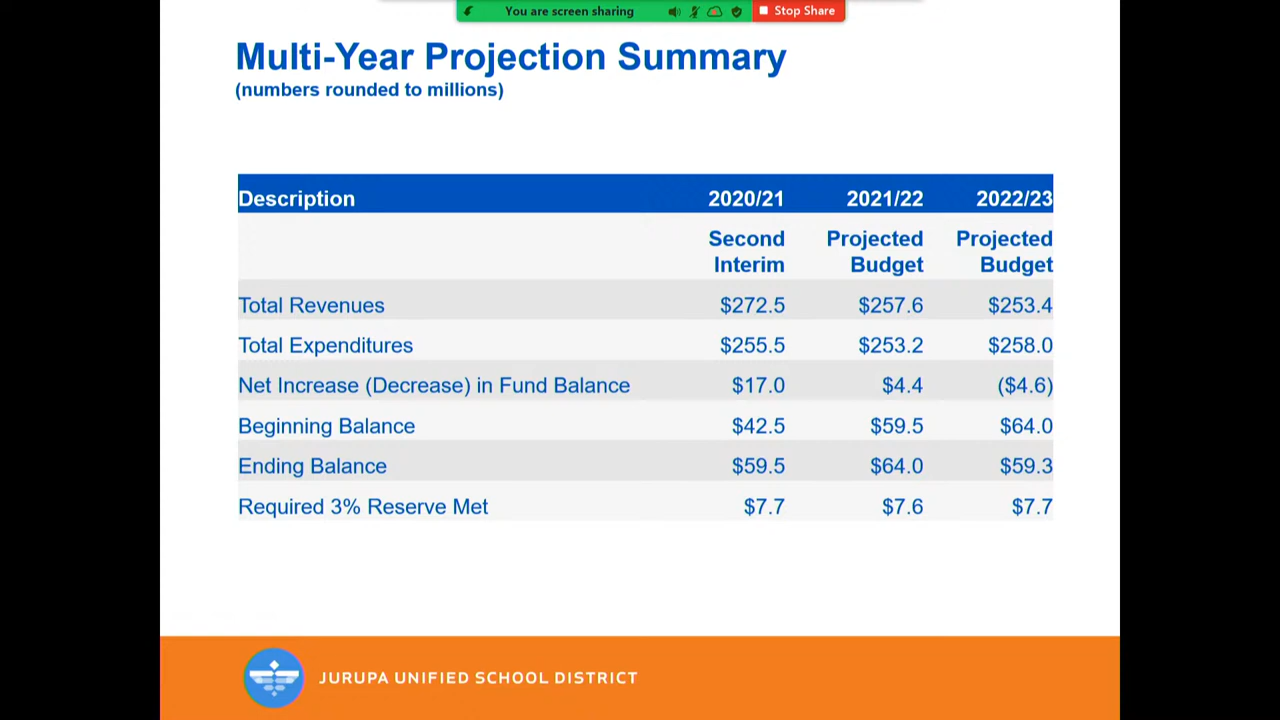 You are screen sharing Stop Share
Multi-Year Projection Summary
(numbers rounded to millions)
Description 2020/21 2021/22 2022/23
Second Projected Projected
Interim Budget Budget
Total Revenues $272.5 $257.6 $253.4
Total Expenditures $255.5 $253.2 $258.0
Net Increase (Decrease) in Fund Balance $17.0 $4.4 ($4.6)
Beginning Balance $42.5 $59.5 $64.0
Ending Balance $59.5 $64.0 $59.3
Required 3% Reserve Met $7.7 $7.6 $7.7
JURUPA UNIFIED SCHOOL DISTRICT